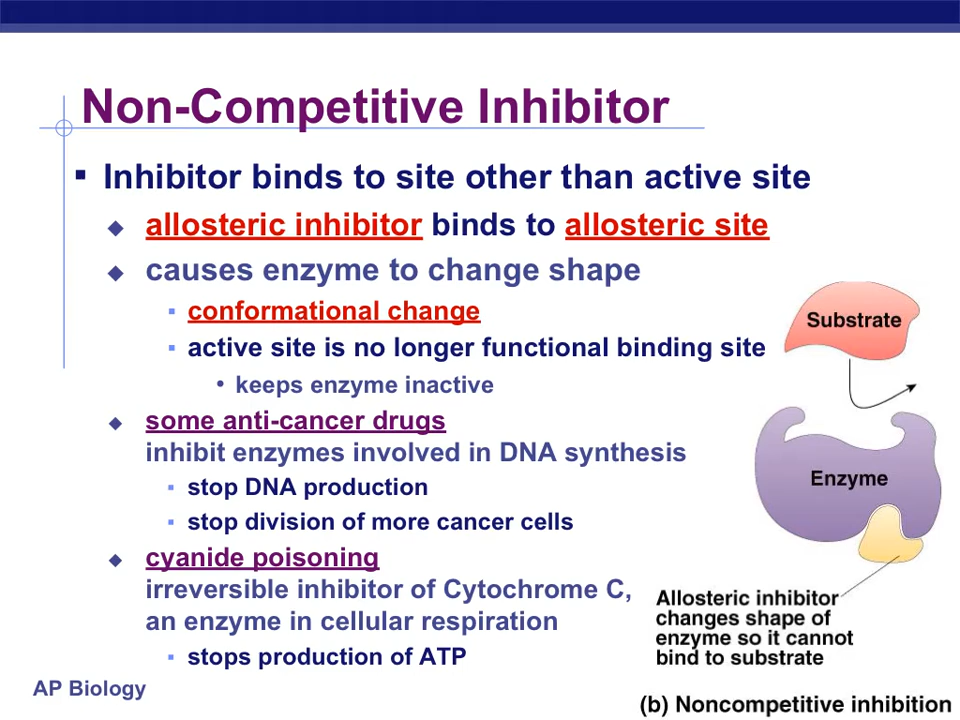 Non-Competitive Inhibitor
▪ Inhibitor binds to site other than active site
◆ allosteric inhibitor binds to allosteric site
◆ causes enzyme to change shape
▪ conformational change
▪ active site is no longer functional binding site
• keeps enzyme inactive
◆ some anti-cancer drugs
inhibit enzymes involved in DNA synthesis
▪ stop DNA production
▪ stop division of more cancer cells
◆ cyanide poisoning
irreversible inhibitor of Cytochrome C,
an enzyme in cellular respiration
▪ stops production of ATP
Substrate
Enzyme
Allosteric inhibitor
changes shape of
enzyme so it cannot
bind to substrate
(b) Noncompetitive inhibition
AP Biology